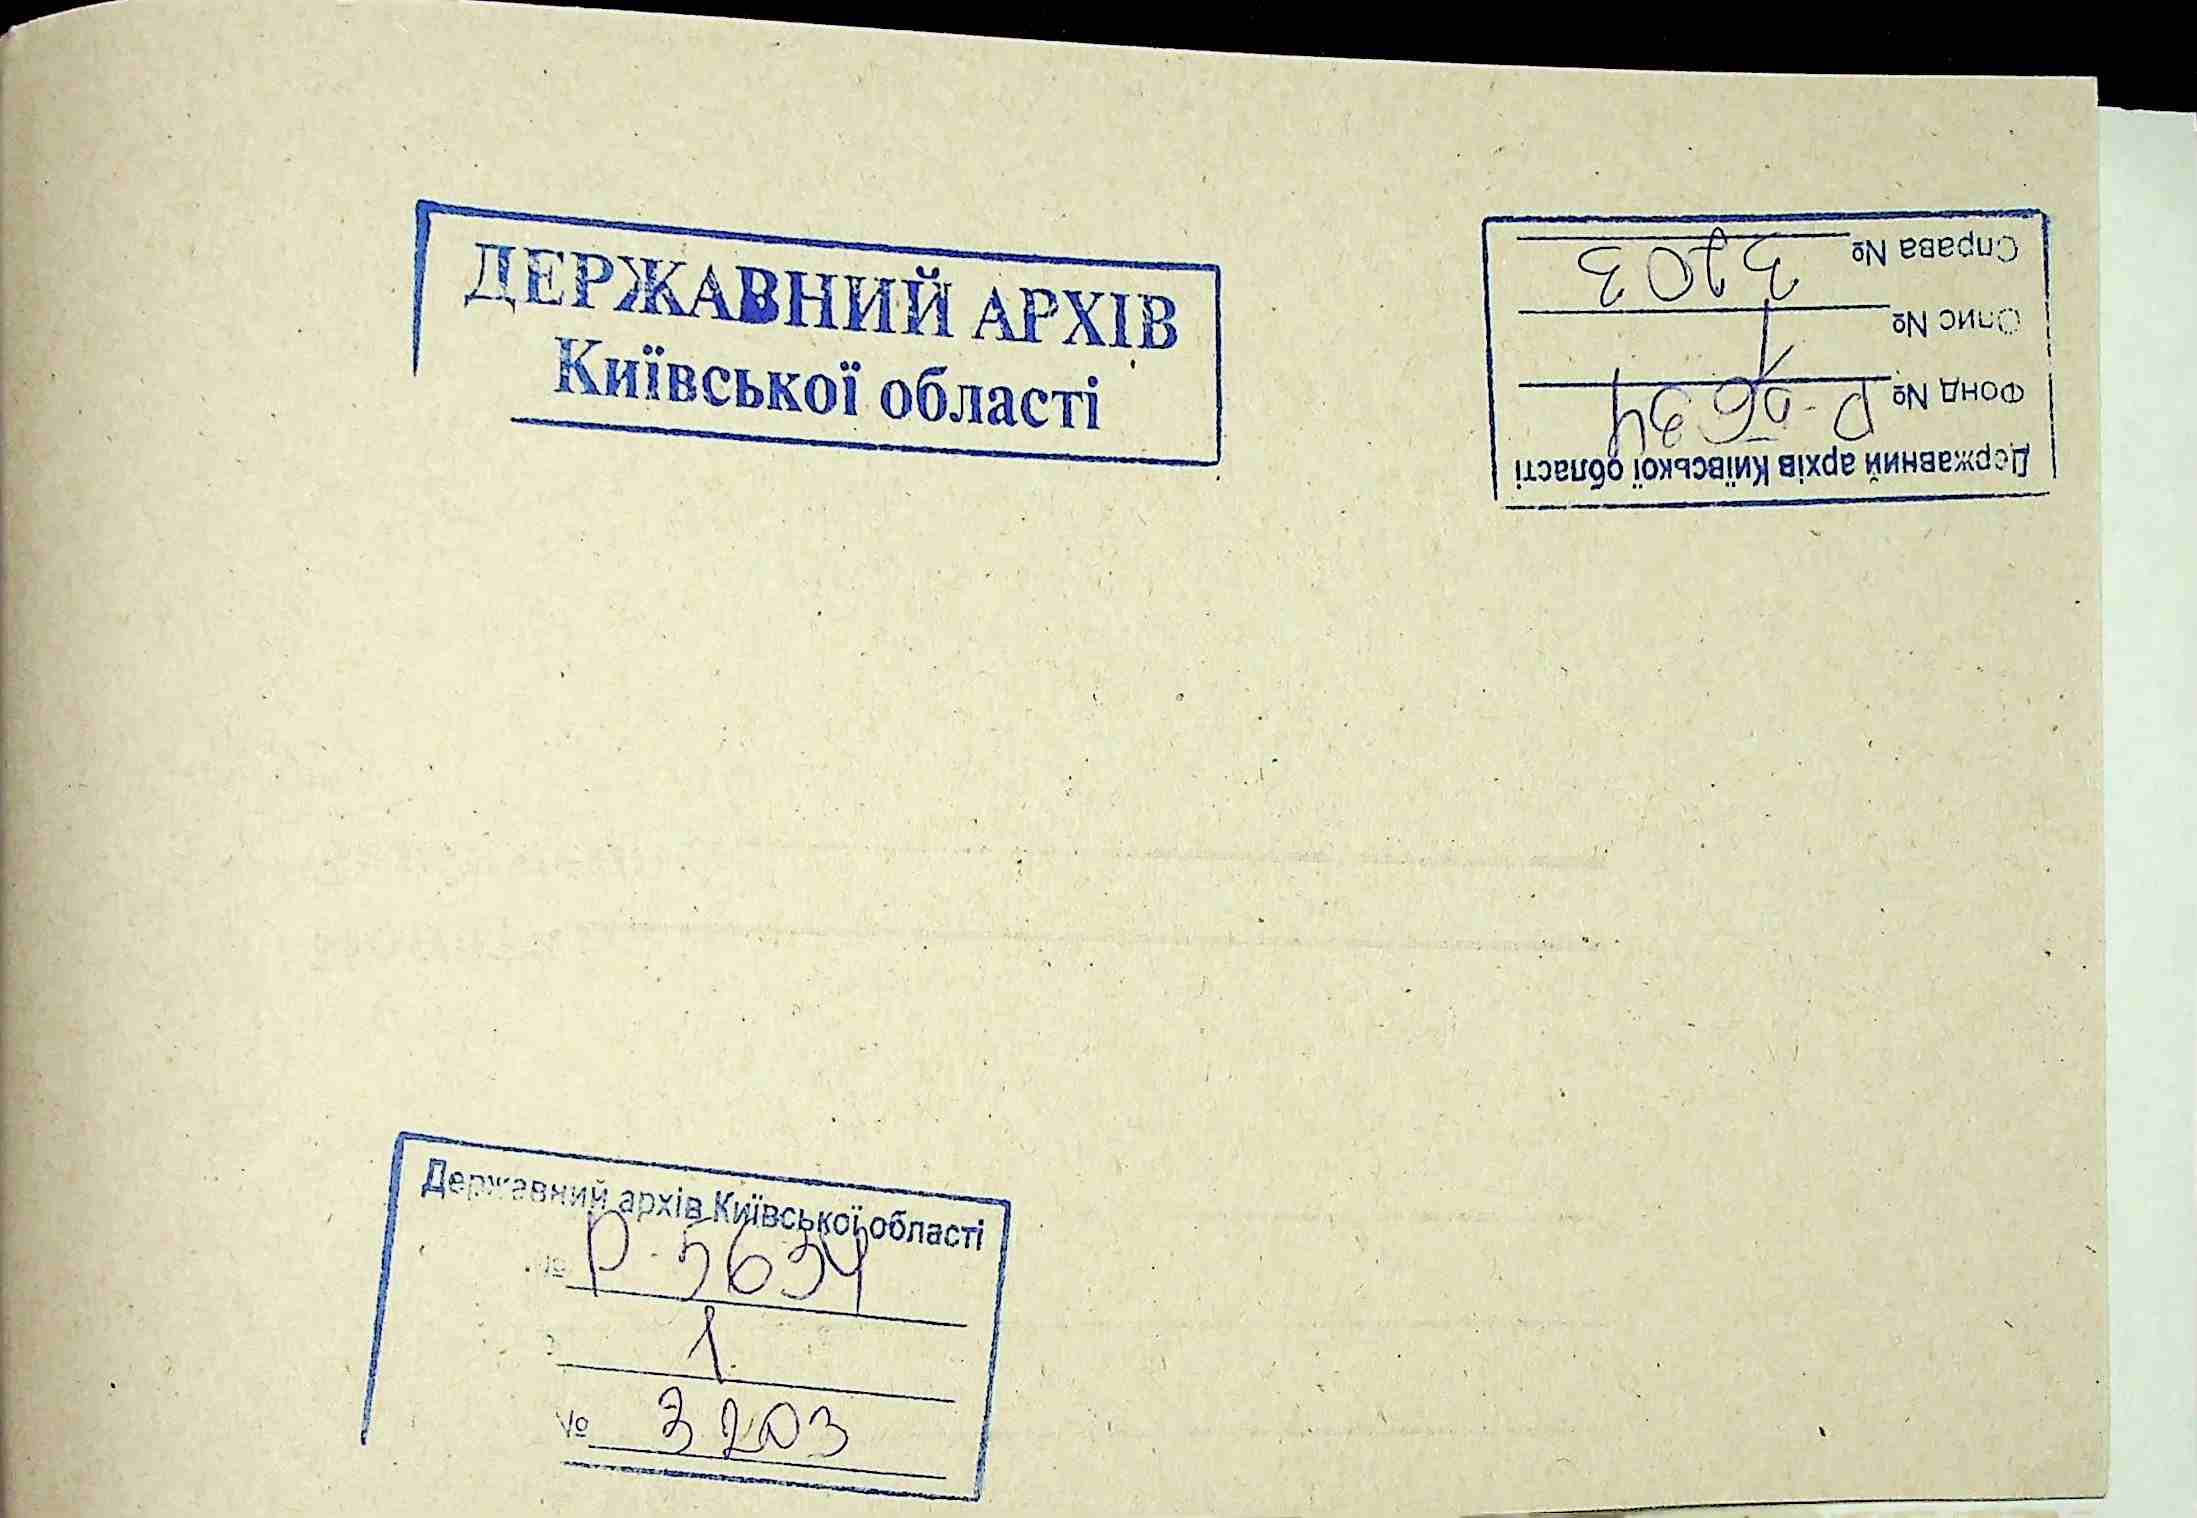 ДЕРЖАВНИЙ АРХІВ
Київської області
Державний архів Київської області
Фонд № Р-5634
Опис № 1
Справа № 3203
Державний архів Київської області
№ Р-5634
1.
№ 3203